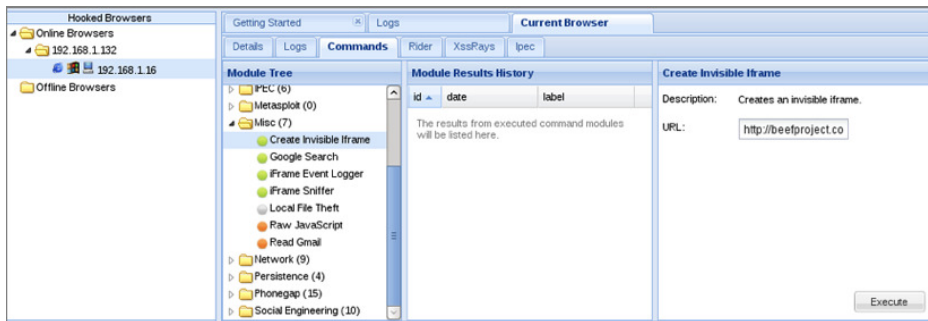 Hooked Browsers
Online Browsers
192.168.1.132
192.168.1.16
Offline Browsers
Getting Started
Logs
Current Browser
Details
Logs
Commands
Rider
XssRays
Ipec
Module Tree
IPEC (6)
Metasploit (0)
Misc (7)
Create Invisible Iframe
Google Search
iFrame Event Logger
iFrame Sniffer
Local File Theft
Raw JavaScript
Read Gmail
Network (9)
Persistence (4)
Phonegap (15)
Social Engineering (10)
Module Results History
id date label
The results from executed command modules
will be listed here.
Create Invisible Iframe
Description: Creates an invisible iframe.
URL: http://beefproject.co
Execute